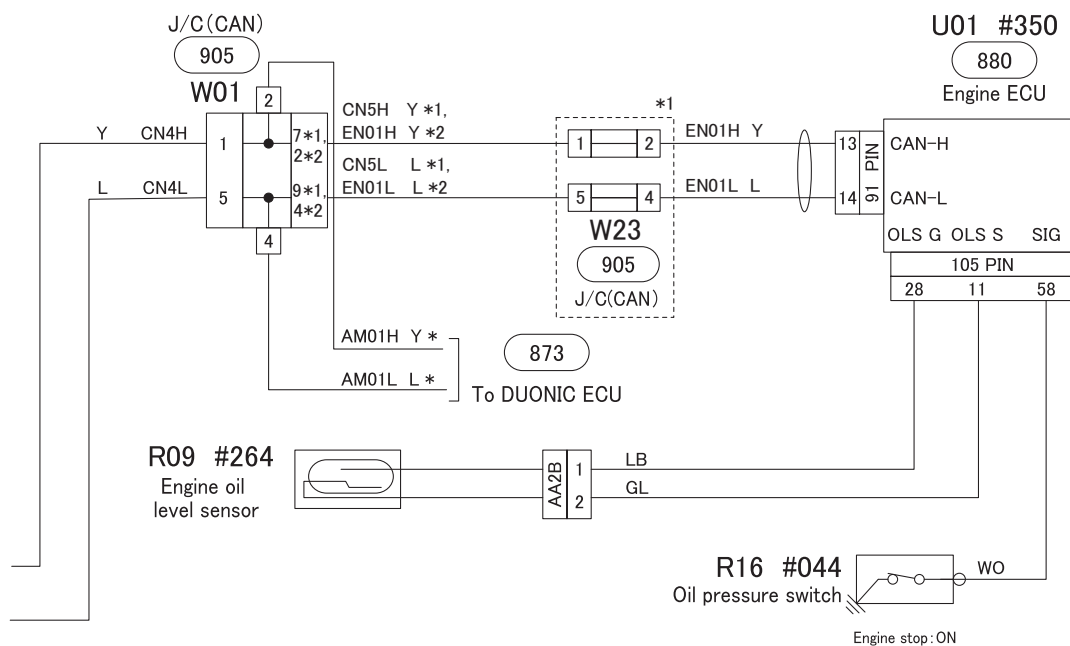 J/C(CAN)
905
W01
U01 #350
880
Engine ECU
2
Y CN4H
1
7*1,
2*2
CN5H Y *1,
EN01H Y *2
*1
1 2
EN01H Y
13
CAN-H
L CN4L
5
9*1,
4*2
CN5L L *1,
EN01L L *2
5 4
EN01L L
14
CAN-L
91 PIN
4
W23
905
J/C(CAN)
OLS G OLS S SIG
105 PIN
28 11 58
AM01H Y *
AM01L L *
873
To DUONIC ECU
R09 #264
Engine oil
level sensor
AA2B
1 LB
2 GL
R16 #044
Oil pressure switch
WO
Engine stop:ON